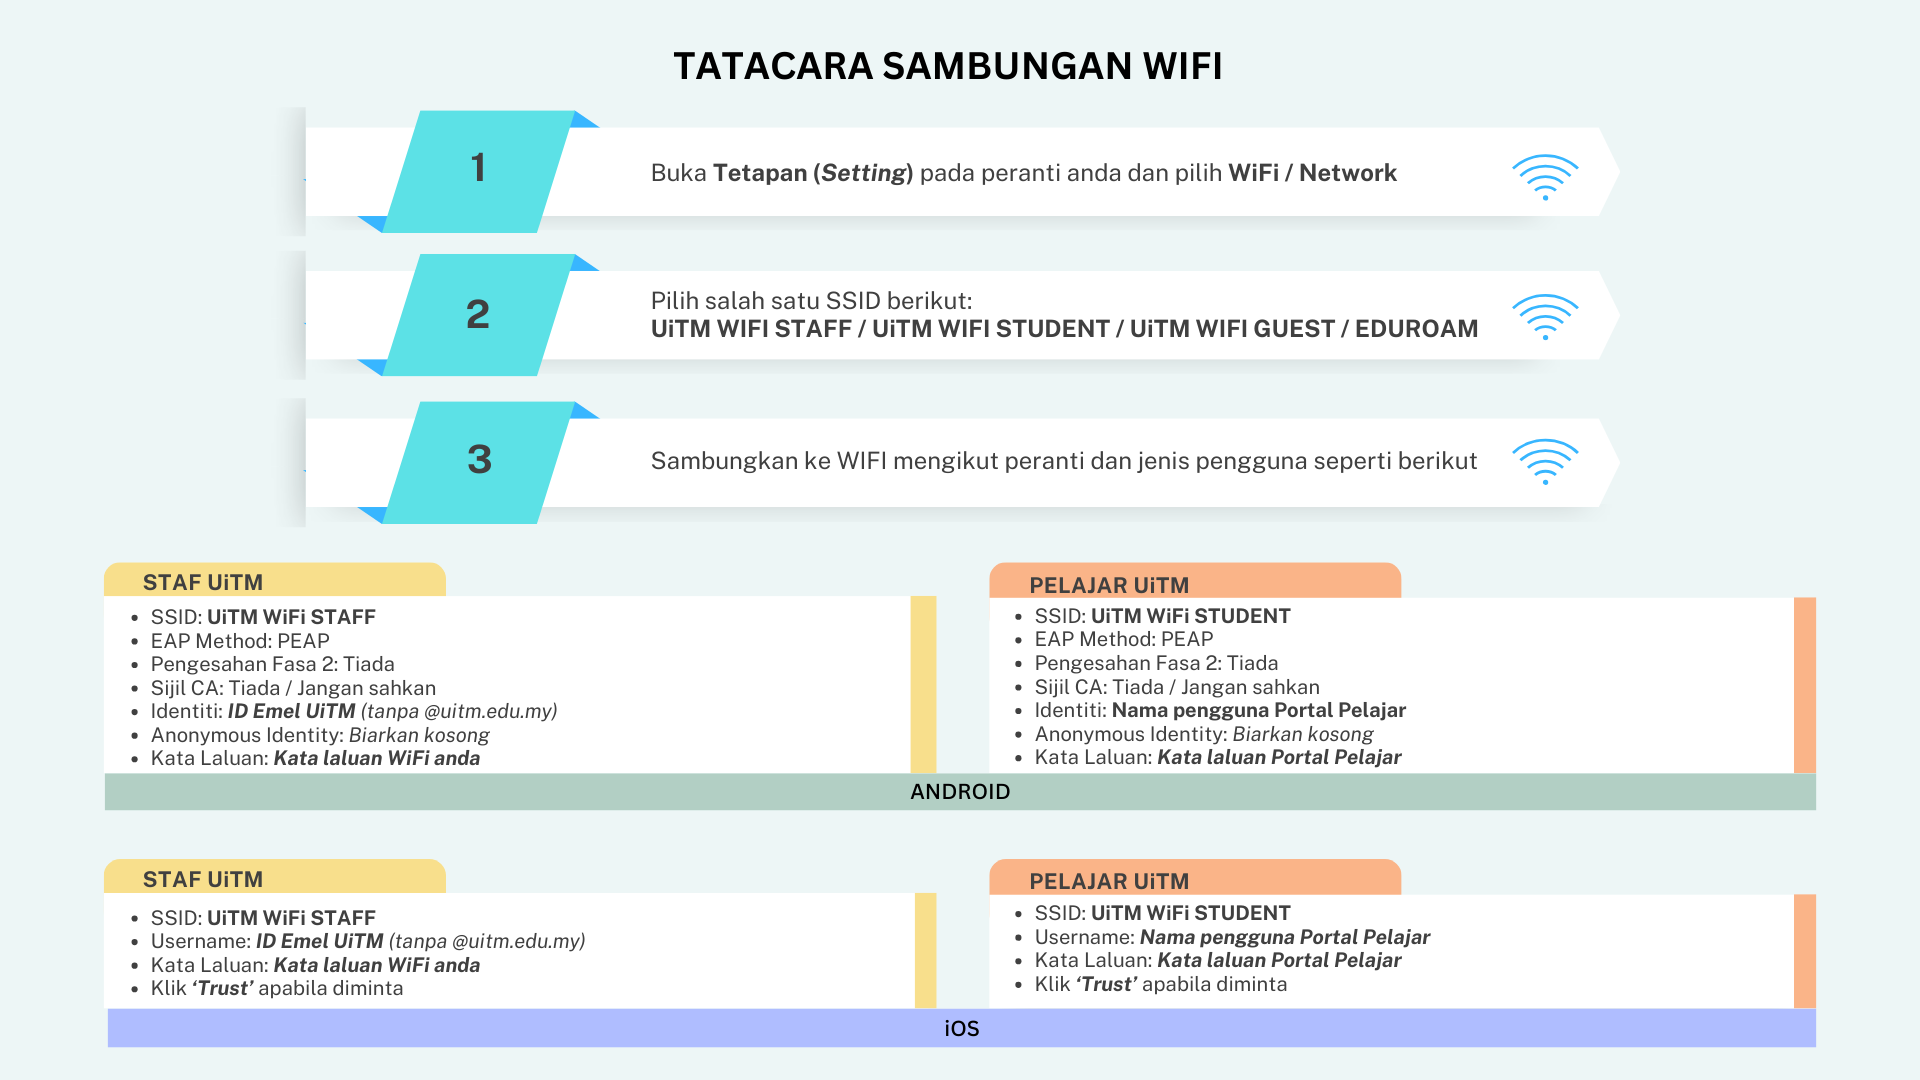 TATACARA SAMBUNGAN WIFI
1
Buka Tetapan (Setting) pada peranti anda dan pilih WiFi / Network
2
Pilih salah satu SSID berikut:
UiTM WIFI STAFF / UiTM WIFI STUDENT / UiTM WIFI GUEST / EDUROAM
3
Sambungkan ke WIFI mengikut peranti dan jenis pengguna seperti berikut
STAF UiTM
• SSID: UiTM WiFi STAFF
• EAP Method: PEAP
• Pengesahan Fasa 2: Tiada
• Sijil CA: Tiada / Jangan sahkan
• Identiti: ID Emel UiTM (tanpa @uitm.edu.my)
• Anonymous Identity: Biarkan kosong
• Kata Laluan: Kata laluan WiFi anda
PELAJAR UiTM
• SSID: UiTM WiFi STUDENT
• EAP Method: PEAP
• Pengesahan Fasa 2: Tiada
• Sijil CA: Tiada / Jangan sahkan
• Identiti: Nama pengguna Portal Pelajar
• Anonymous Identity: Biarkan kosong
• Kata Laluan: Kata laluan Portal Pelajar
ANDROID
STAF UiTM
• SSID: UiTM WiFi STAFF
• Username: ID Emel UiTM (tanpa @uitm.edu.my)
• Kata Laluan: Kata laluan WiFi anda
• Klik ‘Trust’ apabila diminta
PELAJAR UiTM
• SSID: UiTM WiFi STUDENT
• Username: Nama pengguna Portal Pelajar
• Kata Laluan: Kata laluan Portal Pelajar
• Klik ‘Trust’ apabila diminta
iOS